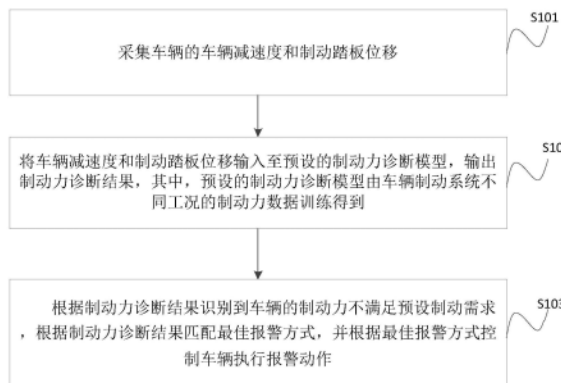 S101
采集车辆的车辆减速度和制动踏板位移
S10
将车辆减速度和制动踏板位移输入至预设的制动力诊断模型，输出
制动力诊断结果，其中，预设的制动力诊断模型由车辆制动系统不
同工况的制动力数据训练得到
S103
根据制动力诊断结果识别到车辆的制动力不满足预设制动需求
，根据制动力诊断结果匹配最佳报警方式，并根据最佳报警方式控
制车辆执行报警动作